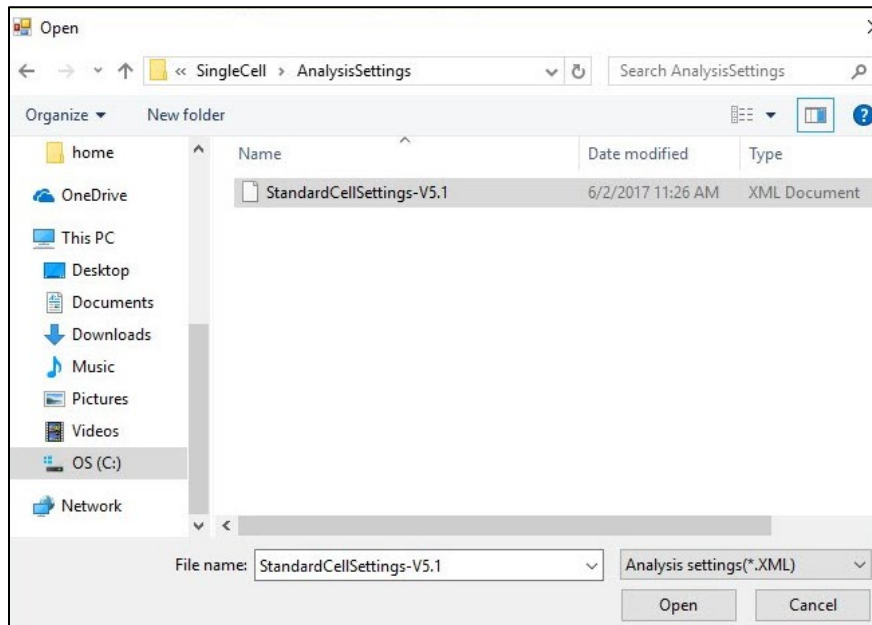 Open
« SingleCell > AnalysisSettings
Search AnalysisSettings
Organize
New folder
Name
Date modified
Type
StandardCellSettings-V5.1
6/2/2017 11:26 AM
XML Document
home
OneDrive
This PC
Desktop
Documents
Downloads
Music
Pictures
Videos
OS (C:)
Network
File name:
StandardCellSettings-V5.1
Analysis settings(*.XML)
Open
Cancel